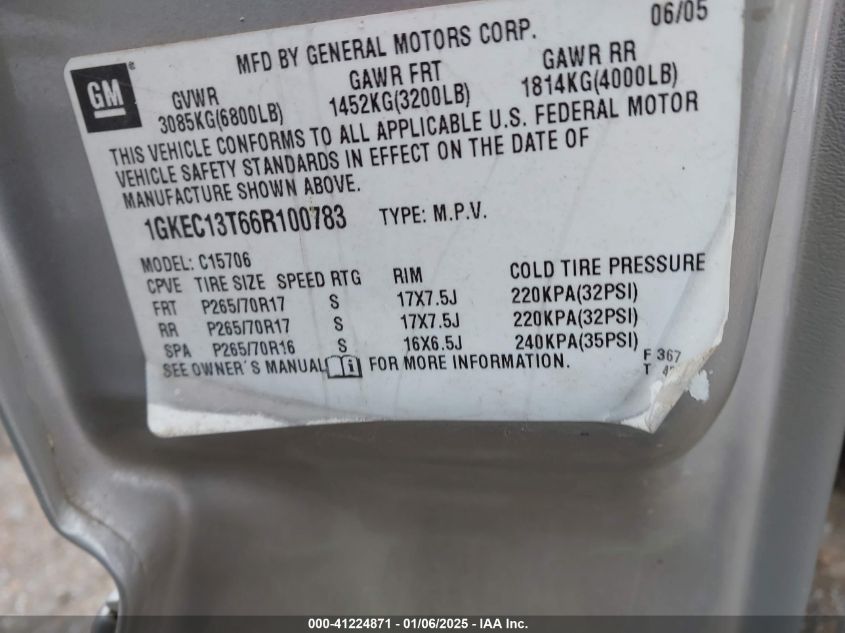 06/05
MFD BY GENERAL MOTORS CORP.
GM
GVWR GAWR FRT GAWR RR
3085KG(6800LB) 1452KG(3200LB) 1814KG(4000LB)
THIS VEHICLE CONFORMS TO ALL APPLICABLE U.S. FEDERAL MOTOR
VEHICLE SAFETY STANDARDS IN EFFECT ON THE DATE OF
MANUFACTURE SHOWN ABOVE.
1GKEC13T66R100783 TYPE: M.P.V.
MODEL: C15706
CPVE TIRE SIZE SPEED RTG RIM COLD TIRE PRESSURE
FRT P265/70R17 S 17X7.5J 220KPA(32PSI)
RR P265/70R17 S 17X7.5J 220KPA(32PSI)
SPA P265/70R16 S 16X6.5J 240KPA(35PSI)
SEE OWNER'S MANUAL FOR MORE INFORMATION.
F 367
T
000-41224871 - 01/06/2025 - IAA Inc.